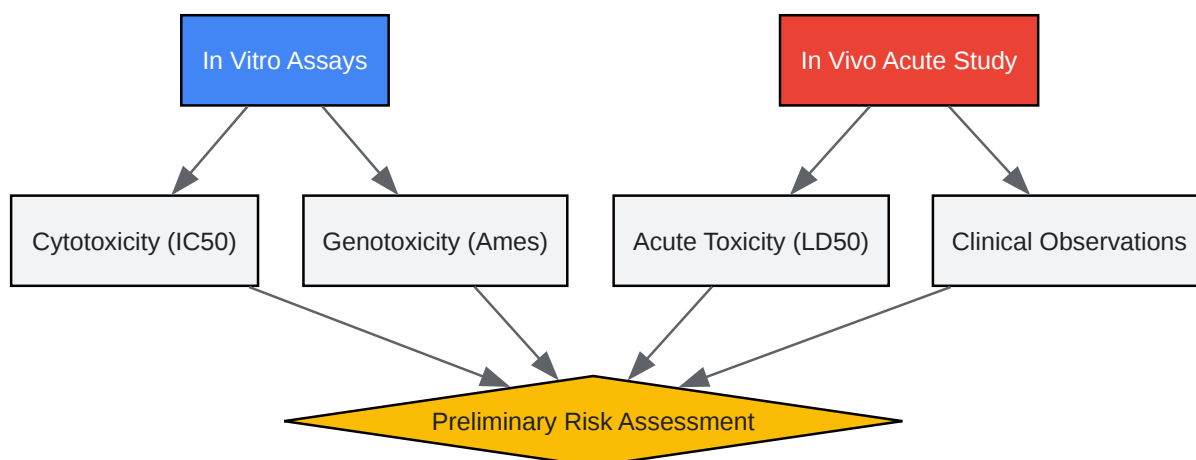 In Vitro Assays
In Vivo Acute Study
Cytotoxicity (IC50)
Genotoxicity (Ames)
Acute Toxicity (LD50)
Clinical Observations
Preliminary Risk Assessment